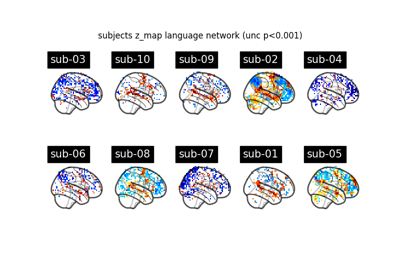 subjects z_map language network (unc p<0.001)
sub-03 sub-10 sub-09 sub-02 sub-04
sub-06 sub-08 sub-07 sub-01 sub-05